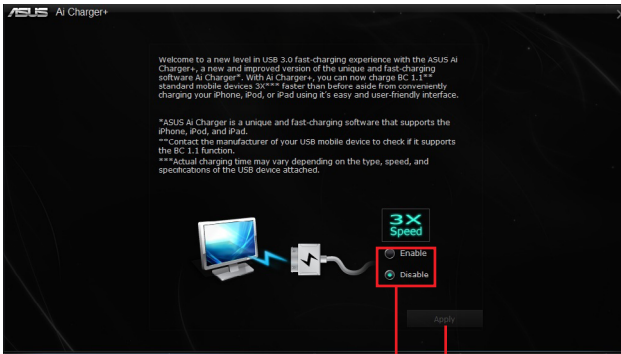 ASUS Ai Charger+
Welcome to a new level in USB 3.0 fast-charging experience with the ASUS Ai
Charger+, a new and improved version of the unique and fast-charging
software Ai Charger*. With Ai Charger+, you can now charge BC 1.1**
standard mobile devices 3X*** faster than before aside from conveniently
charging your iPhone, iPod, or iPad using it's easy and user-friendly interface.
*ASUS Ai Charger is a unique and fast-charging software that supports the
iPhone, iPod, and iPad.
**Contact the manufacturer of your USB mobile device to check if it supports
the BC 1.1 function.
***Actual charging time may vary depending on the type, speed, and
specifications of the USB device attached.
3X
Speed
Enable
Disable
Apply